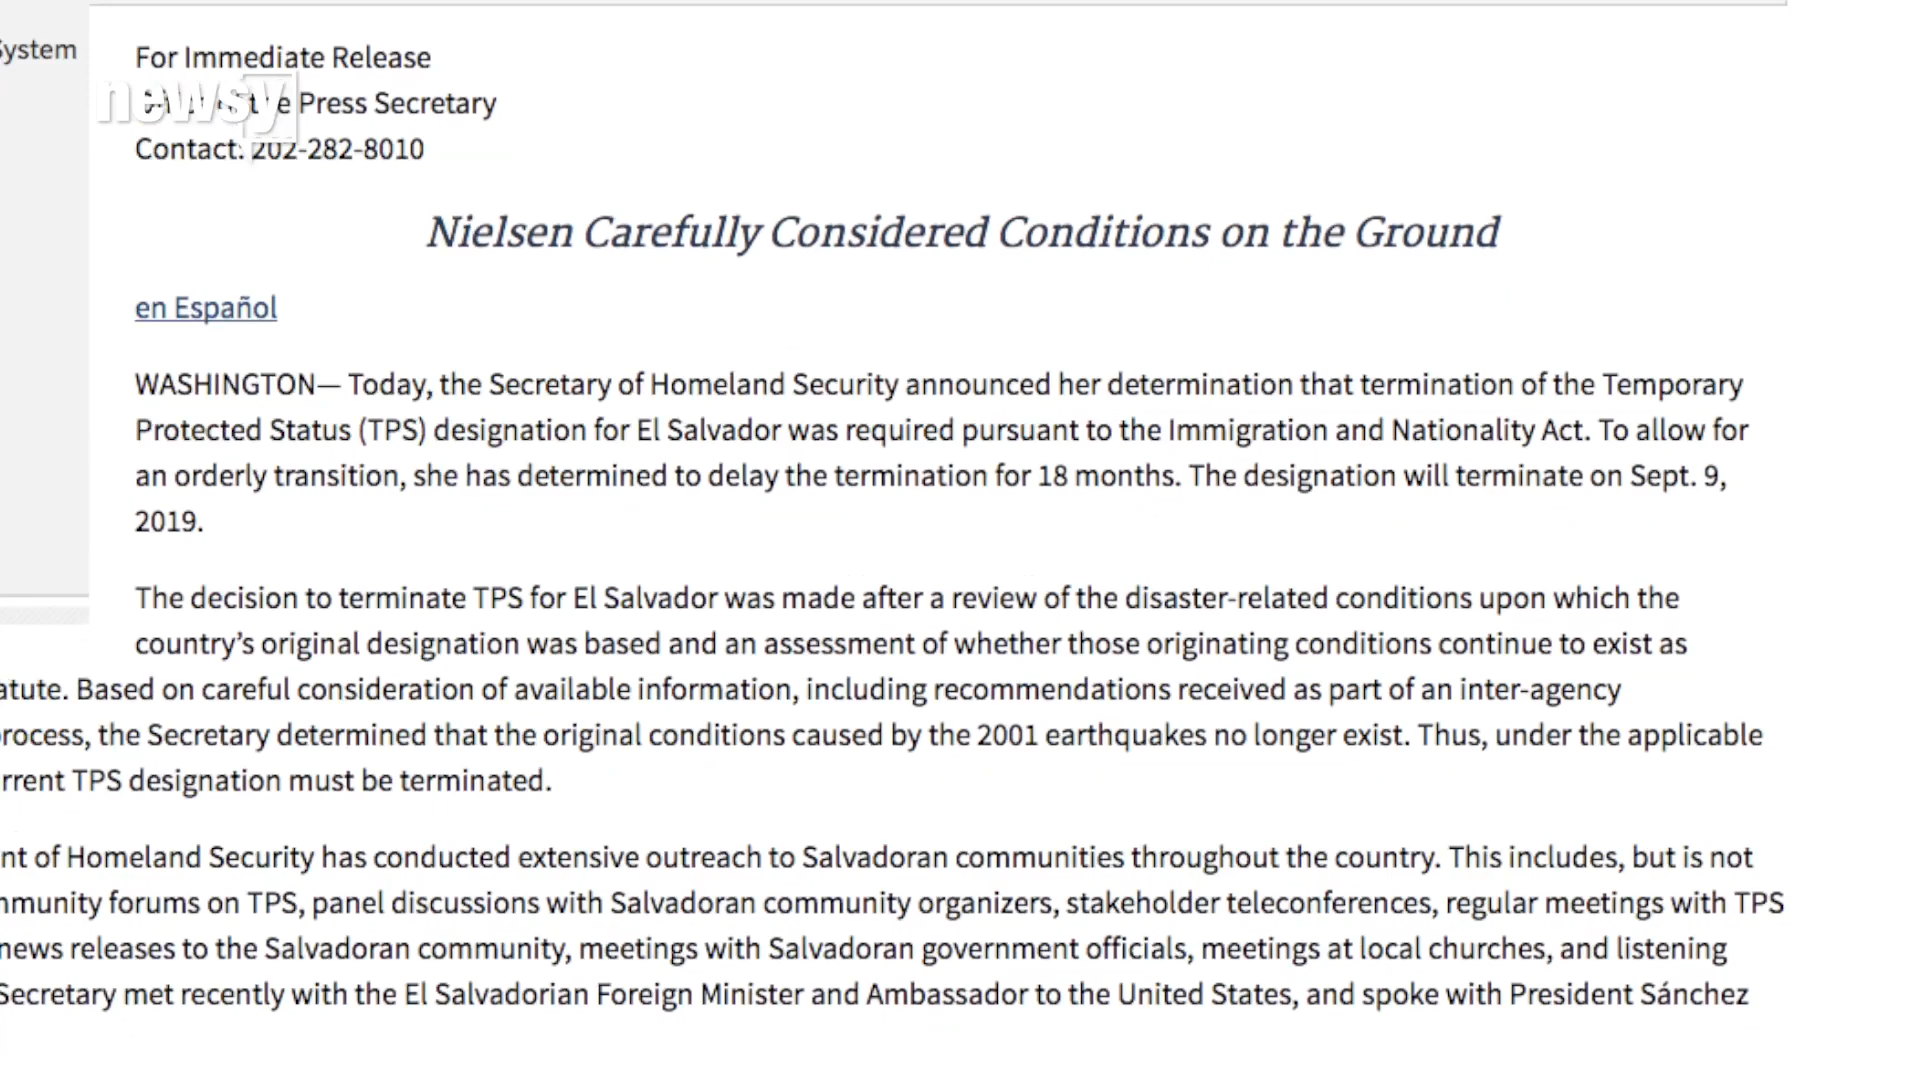 System
For Immediate Release
newsy
Press Secretary
Contact: 202-282-8010
Nielsen Carefully Considered Conditions on the Ground
en Español
WASHINGTON— Today, the Secretary of Homeland Security announced her determination that termination of the Temporary
Protected Status (TPS) designation for El Salvador was required pursuant to the Immigration and Nationality Act. To allow for
an orderly transition, she has determined to delay the termination for 18 months. The designation will terminate on Sept. 9,
2019.
The decision to terminate TPS for El Salvador was made after a review of the disaster-related conditions upon which the
country’s original designation was based and an assessment of whether those originating conditions continue to exist as
atute. Based on careful consideration of available information, including recommendations received as part of an inter-agency
rocess, the Secretary determined that the original conditions caused by the 2001 earthquakes no longer exist. Thus, under the applicable
rrent TPS designation must be terminated.
nt of Homeland Security has conducted extensive outreach to Salvadoran communities throughout the country. This includes, but is not
mmunity forums on TPS, panel discussions with Salvadoran community organizers, stakeholder teleconferences, regular meetings with TPS
news releases to the Salvadoran community, meetings with Salvadoran government officials, meetings at local churches, and listening
Secretary met recently with the El Salvadorian Foreign Minister and Ambassador to the United States, and spoke with President Sánchez